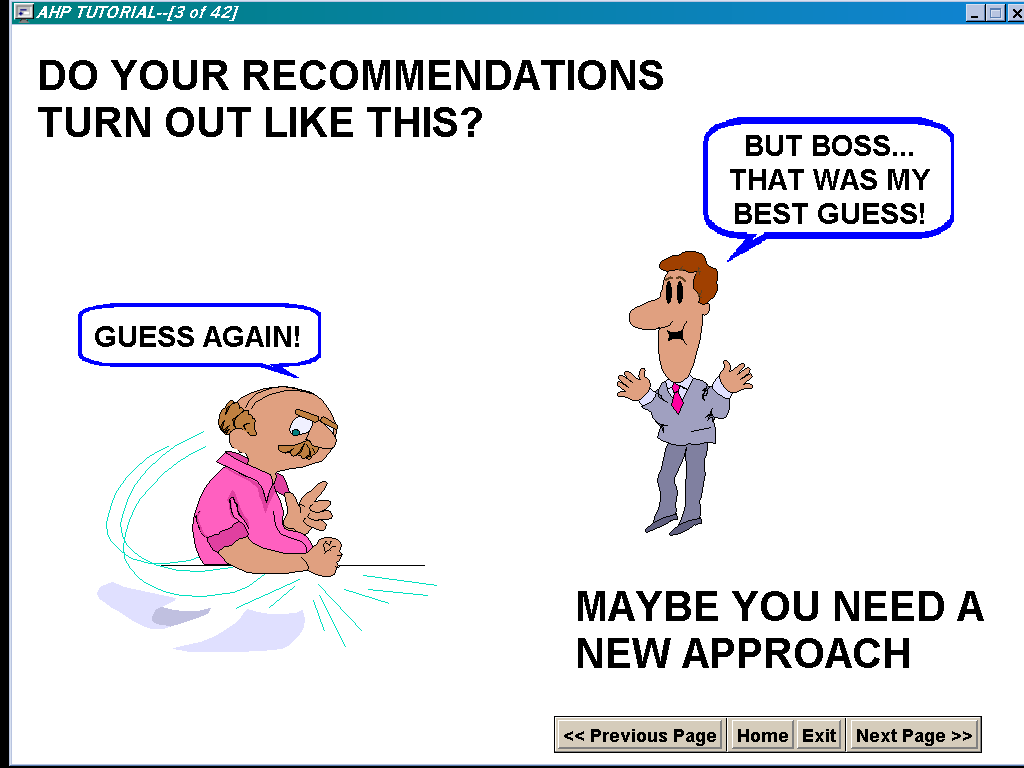 AHP TUTORIAL--[3 of 42]
DO YOUR RECOMMENDATIONS
TURN OUT LIKE THIS?
BUT BOSS...
THAT WAS MY
BEST GUESS!
GUESS AGAIN!
MAYBE YOU NEED A
NEW APPROACH
<< Previous Page Home Exit Next Page >>